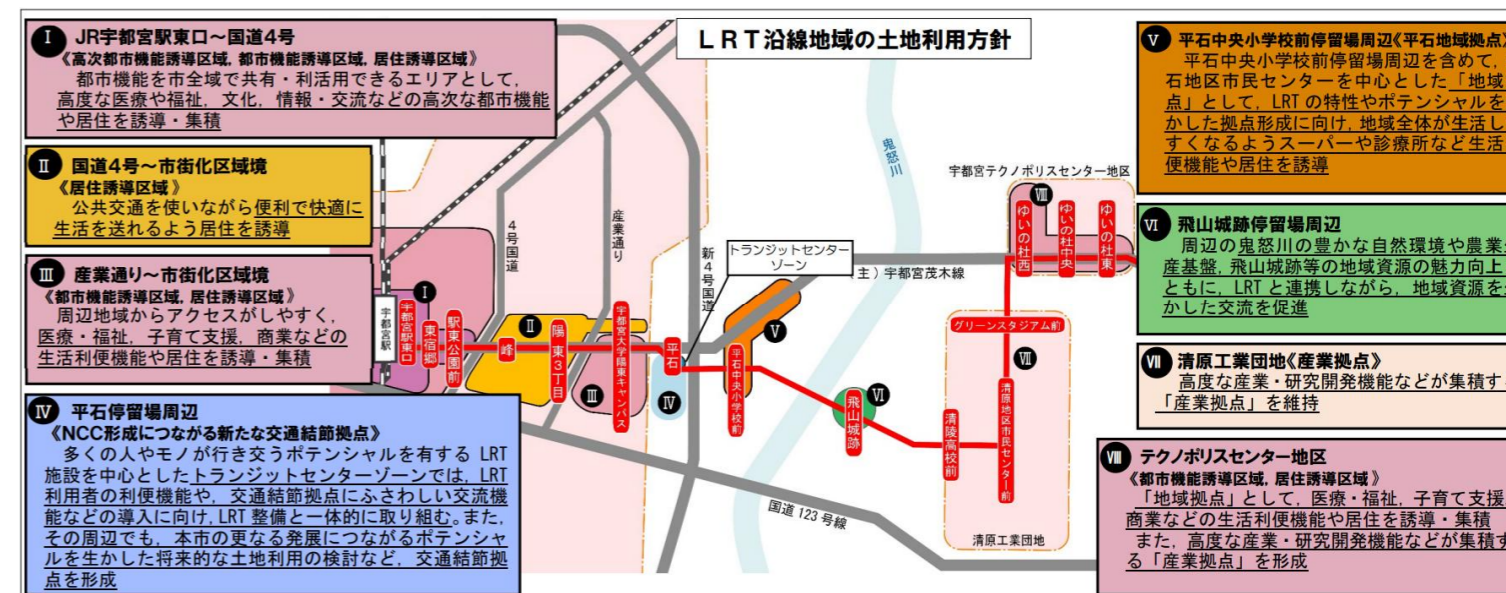 LRT沿線地域の土地利用方針
Ⅰ JR宇都宮駅東口~国道4号
《高次都市機能誘導区域,都市機能誘導区域,居住誘導区域》
都市機能を市全域で共有・利活用できるエリアとして,
高度な医療や福祉,文化,情報・交流などの高次な都市機能
や居住を誘導・集積
Ⅱ 国道4号~市街化区域境
《居住誘導区域》
公共交通を使いながら便利で快適に
生活を送れるよう居住を誘導
Ⅲ 産業通り~市街化区域境
《都市機能誘導区域,居住誘導区域》
周辺地域からアクセスがしやすく,
医療・福祉,子育て支援,商業などの
生活利便機能や居住を誘導・集積
Ⅳ 平石停留場周辺
《NCC形成につながる新たな交通結節拠点》
多くの人やモノが行き交うポテンシャルを有する LRT
施設を中心としたトランジットセンターゾーンでは,LRT
利用者の利便機能や,交通結節拠点にふさわしい交流機
能などの導入に向け,LRT 整備と一体的に取り組む。また,
その周辺でも,本市の更なる発展につながるポテンシャ
ルを生かした将来的な土地利用の検討など,交通結節拠
点を形成
宇都宮駅
Ⅰ
宇都宮駅東口
東宿郷
駅東公園前
4号国道
峰
Ⅱ
陽東3丁目
産業通り
Ⅲ
宇都宮大学陽東キャンパス
新4号国道
平石
Ⅳ
トランジットセンター
ゾーン
平石中央小学校前
Ⅴ
鬼怒川
(主)宇都宮茂木線
飛山城跡
Ⅵ
国道123号線
清陵高校前
清原地区市民センター前
グリーンスタジアム前
Ⅶ
清原工業団地
宇都宮テクノポリスセンター地区
Ⅷ
ゆいの杜西
ゆいの杜中央
ゆいの杜東
Ⅴ 平石中央小学校前停留場周辺《平石地域拠点》
平石中央小学校前停留場周辺を含めて,
石地区市民センターを中心とした「地域
点」として,LRT の特性やポテンシャルを
かした拠点形成に向け,地域全体が生活し
すくなるようスーパーや診療所など生活
便機能や居住を誘導
Ⅵ 飛山城跡停留場周辺
周辺の鬼怒川の豊かな自然環境や農業
産基盤,飛山城跡等の地域資源の魅力向上
ともに,LRT と連携しながら,地域資源を
かした交流を促進
Ⅶ 清原工業団地《産業拠点》
高度な産業・研究開発機能などが集積す
「産業拠点」を維持
Ⅷ テクノポリスセンター地区
《都市機能誘導区域,居住誘導区域》
「地域拠点」として,医療・福祉,子育て支援
商業などの生活利便機能や居住を誘導・集積
また,高度な産業・研究開発機能などが集積す
る「産業拠点」を形成